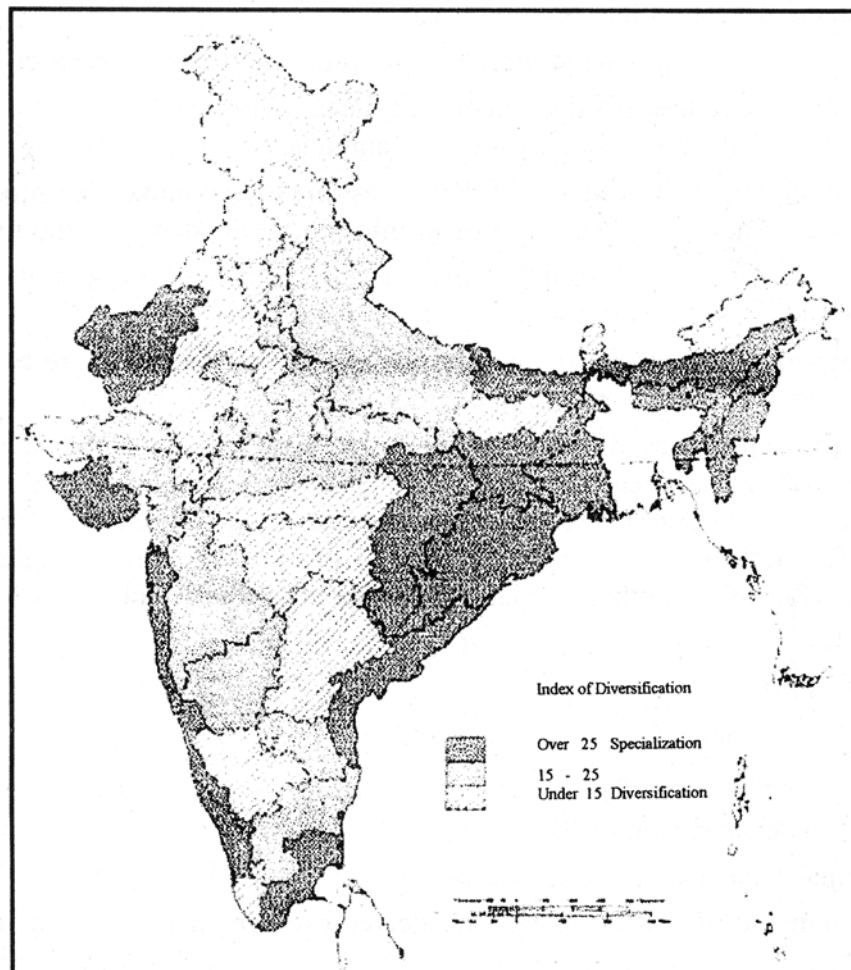 Index of Diversification
Over 25 Specialization
15 - 25
Under 15 Diversification